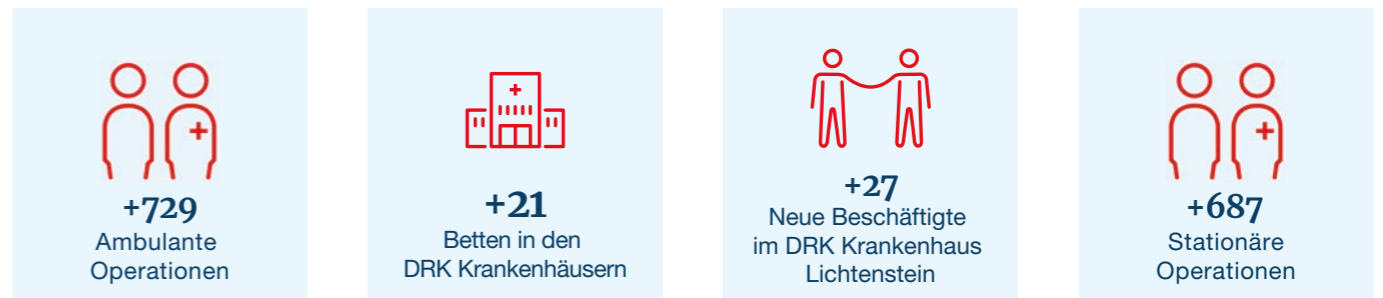 +729
Ambulante
Operationen
+21
Betten in den
DRK Krankenhäusern
+27
Neue Beschäftigte
im DRK Krankenhaus
Lichtenstein
+687
Stationäre
Operationen